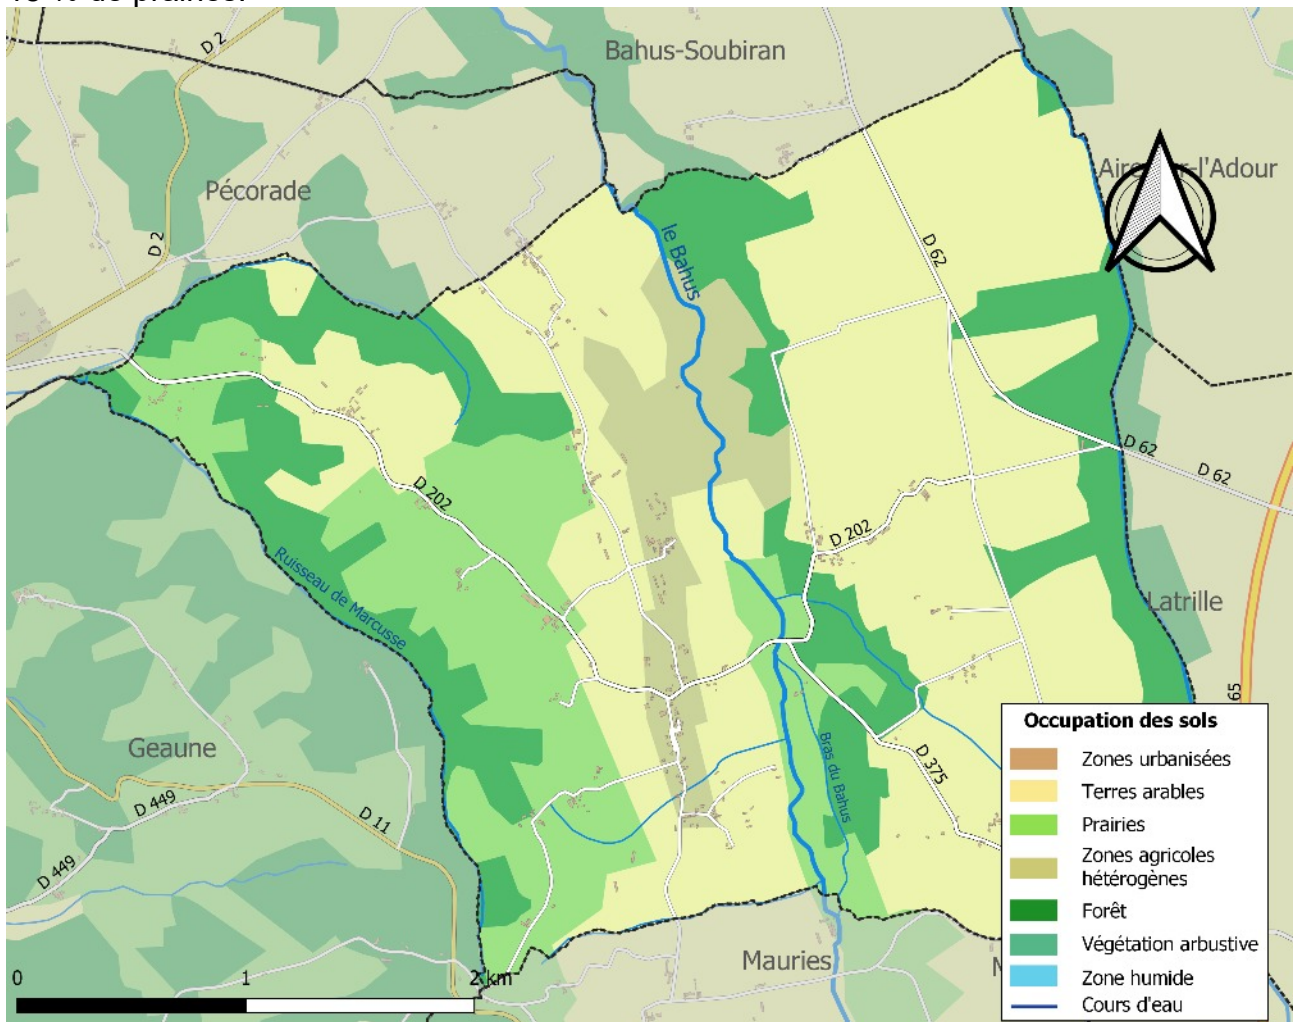 Bahus-Soubiran
D 2
Pécorade
D 2
le Bahus
D 62
D 202
Ruisseau de Marcusse
D 202
D 62
D 62
Latrille
65
Geaune
D 449
D 11
D 449
Bras du Bahus
D 375
Mauries
0
1
2 km
Occupation des sols
Zones urbanisées
Terres arables
Prairies
Zones agricoles
hétérogènes
Forêt
Végétation arbustive
Zone humide
Cours d'eau